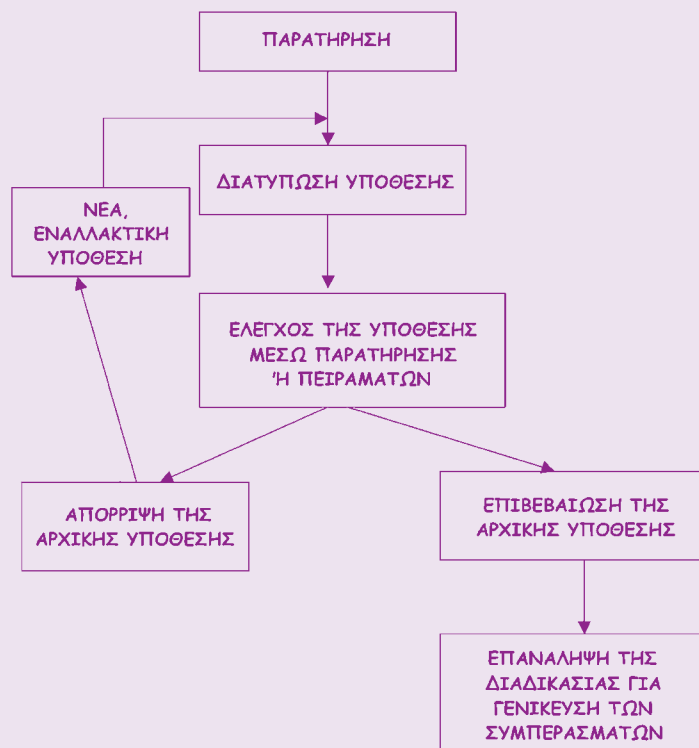 ΠΑΡΑΤΗΡΗΣΗ
ΔΙΑΤΥΠΩΣΗ ΥΠΟΘΕΣΗΣ
ΝΕΑ,
ΕΝΑΛΛΑΚΤΙΚΗ
ΥΠΟΘΕΣΗ
ΕΛΕΓΧΟΣ ΤΗΣ ΥΠΟΘΕΣΗΣ
ΜΕΣΩ ΠΑΡΑΤΗΡΗΣΗΣ
'Η ΠΕΙΡΑΜΑΤΩΝ
ΑΠΟΡΡΙΨΗ ΤΗΣ
ΑΡΧΙΚΗΣ ΥΠΟΘΕΣΗΣ
ΕΠΙΒΕΒΑΙΩΣΗ ΤΗΣ
ΑΡΧΙΚΗΣ ΥΠΟΘΕΣΗΣ
ΕΠΑΝΑΛΗΨΗ ΤΗΣ
ΔΙΑΔΙΚΑΣΙΑΣ ΓΙΑ
ΓΕΝΙΚΕΥΣΗ ΤΩΝ
ΣΥΜΠΕΡΑΣΜΑΤΩΝ